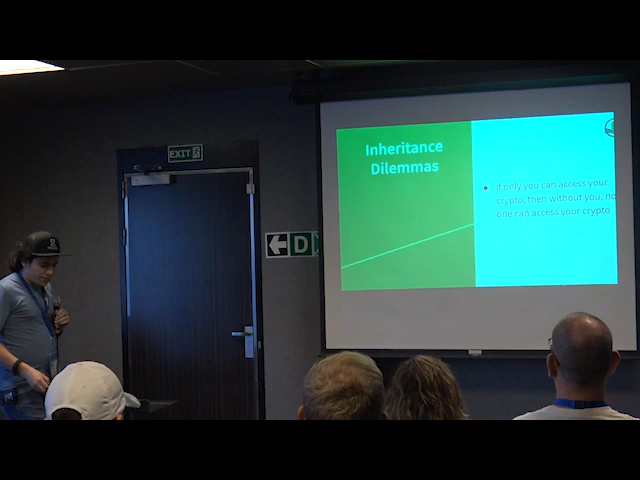 EXIT
Inheritance
Dilemmas
● If only you can access your
crypto, then without you, no
one can access your crypto
D